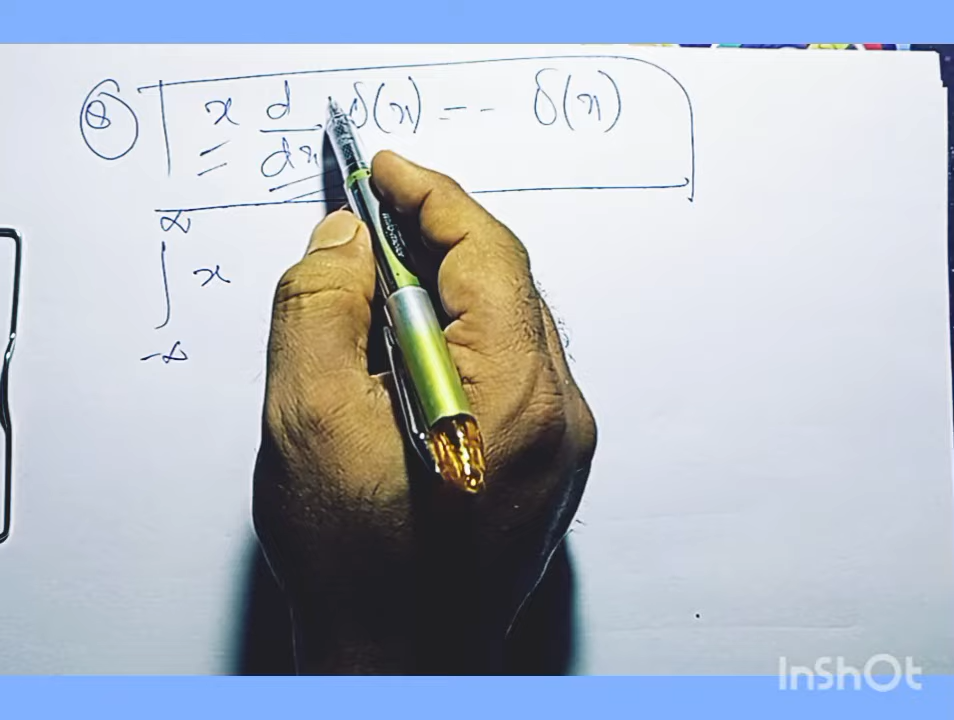 ⑧ x d/dx δ(x) = - δ(x)
∞
∫ x
-∞
InShOt